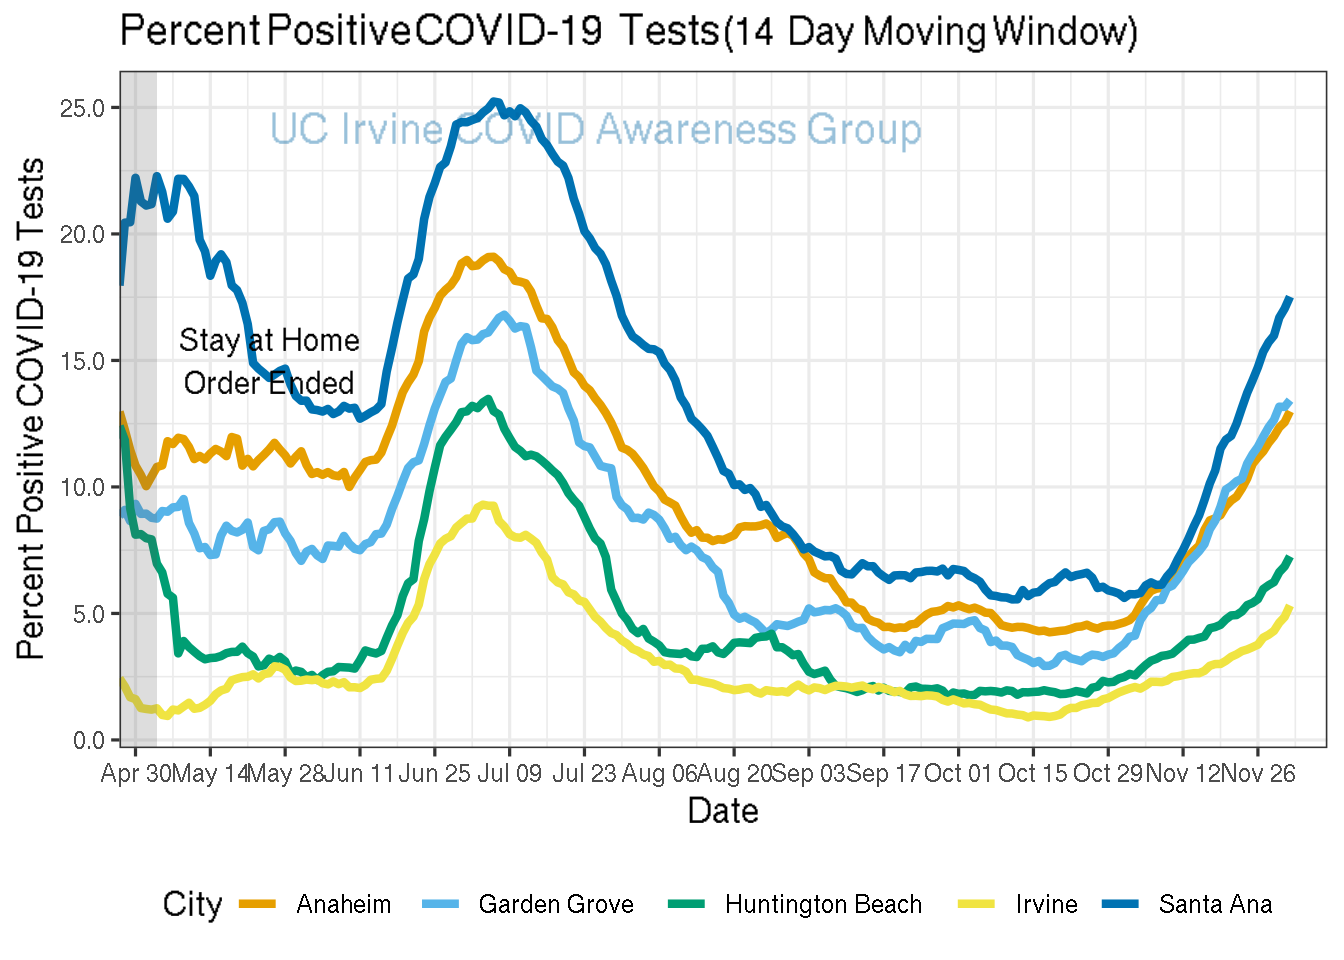 Percent Positive COVID-19 Tests(14 Day Moving Window)
UC Irvine COVID Awareness Group
Stay at Home
Order Ended
Percent Positive COVID-19 Tests
25.0
20.0
15.0
10.0
5.0
0.0
Apr 30 May 14 May 28 Jun 11 Jun 25 Jul 09 Jul 23 Aug 06 Aug 20 Sep 03 Sep 17 Oct 01 Oct 15 Oct 29 Nov 12 Nov 26
Date
City Anaheim Garden Grove Huntington Beach Irvine Santa Ana